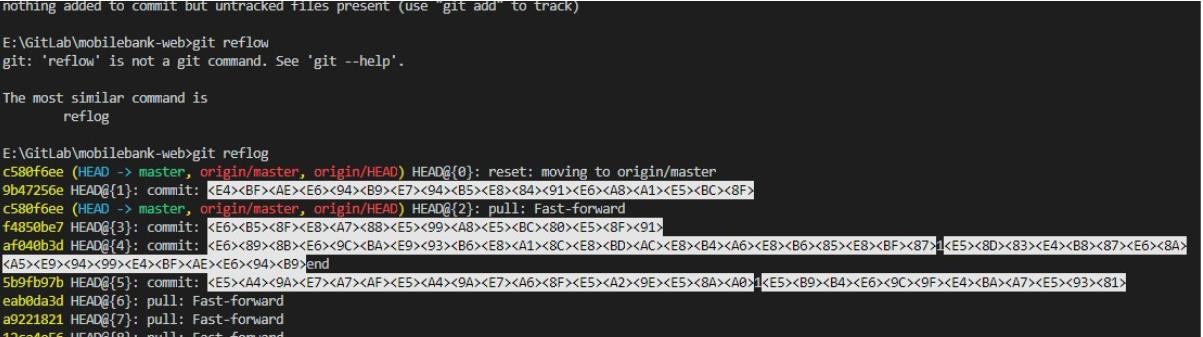 nothing added to commit but untracked files present (use "git add" to track)
E:\GitLab\mobilebank-web>git reflow
git: 'reflow' is not a git command. See 'git --help'.
The most similar command is
reflog
E:\GitLab\mobilebank-web>git reflog
c580f6ee (HEAD -> master, origin/master, origin/HEAD) HEAD@{0}: reset: moving to origin/master
9b47256e HEAD@{1}: commit: <E4><BF><AE><E6><94><B9><E7><94><B5><E8><84><91><E6><A8><A1><E5><BC><8F>
c580f6ee (HEAD -> master, origin/master, origin/HEAD) HEAD@{2}: pull: Fast-forward
f4850be7 HEAD@{3}: commit: <E6><B5><8F><E8><A7><88><E5><99><A8><E5><BC><80><E5><8F><91>
af040b3d HEAD@{4}: commit: <E6><89><8B><E6><9C><BA><E9><93><B6><E8><A1><8C><E8><BD><AC><E8><B4><A6><E8><B6><85><E8><BF><87>1<E5><8D><83><E4><B8><87><E6><8A>
<A5><E9><94><99><E4><BF><AE><E6><94><B9>end
5b9fb97b HEAD@{5}: commit: <E5><A4><9A><E7><A7><AF><E5><A4><9A><E7><A6><8F><E5><A2><9E><E5><8A><A0>1<E5><B9><B4><E6><9C><9F><E4><BA><A7><E5><93><81>
eab0da3d HEAD@{6}: pull: Fast-forward
a9221821 HEAD@{7}: pull: Fast-forward